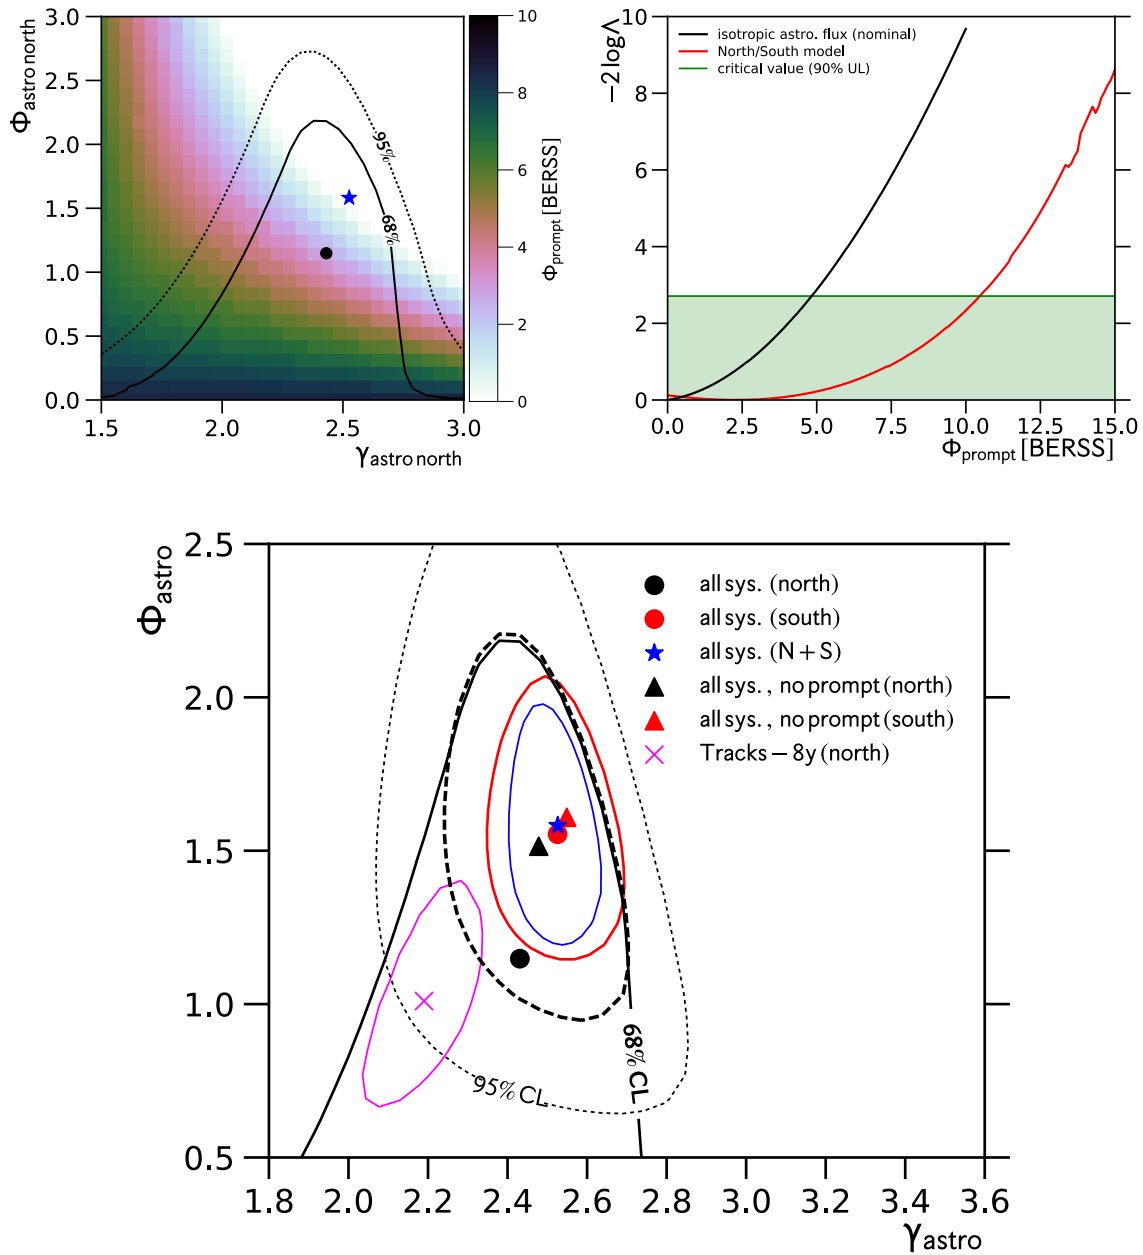 3.0
2.5
2.0
1.5
1.0
0.5
0.0
Φastro north
1.5 2.0 2.5 3.0
γastro north
95%
68%
10
8
6
4
2
0
Φprompt [BERSS]
10
8
6
4
2
0
−2 log Λ
isotropic astro. flux (nominal)
North/South model
critical value (90% UL)
0.0 2.5 5.0 7.5 10.0 12.5 15.0
Φprompt [BERSS]
2.5
2.0
1.5
1.0
0.5
Φastro
all sys. (north)
all sys. (south)
all sys. (N + S)
all sys. , no prompt (north)
all sys. , no prompt (south)
Tracks − 8y (north)
68% CL
95% CL
1.8 2.0 2.2 2.4 2.6 2.8 3.0 3.2 3.4 3.6
γastro